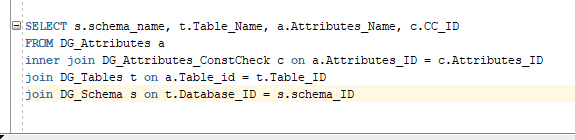 SELECT s.schema_name, t.Table_Name, a.Attributes_Name, c.CC_ID
FROM DG_Attributes a
inner join DG_Attributes_ConstCheck c on a.Attributes_ID = c.Attributes_ID
join DG_Tables t on a.Table_id = t.Table_ID
join DG_Schema s on t.Database_ID = s.schema_ID